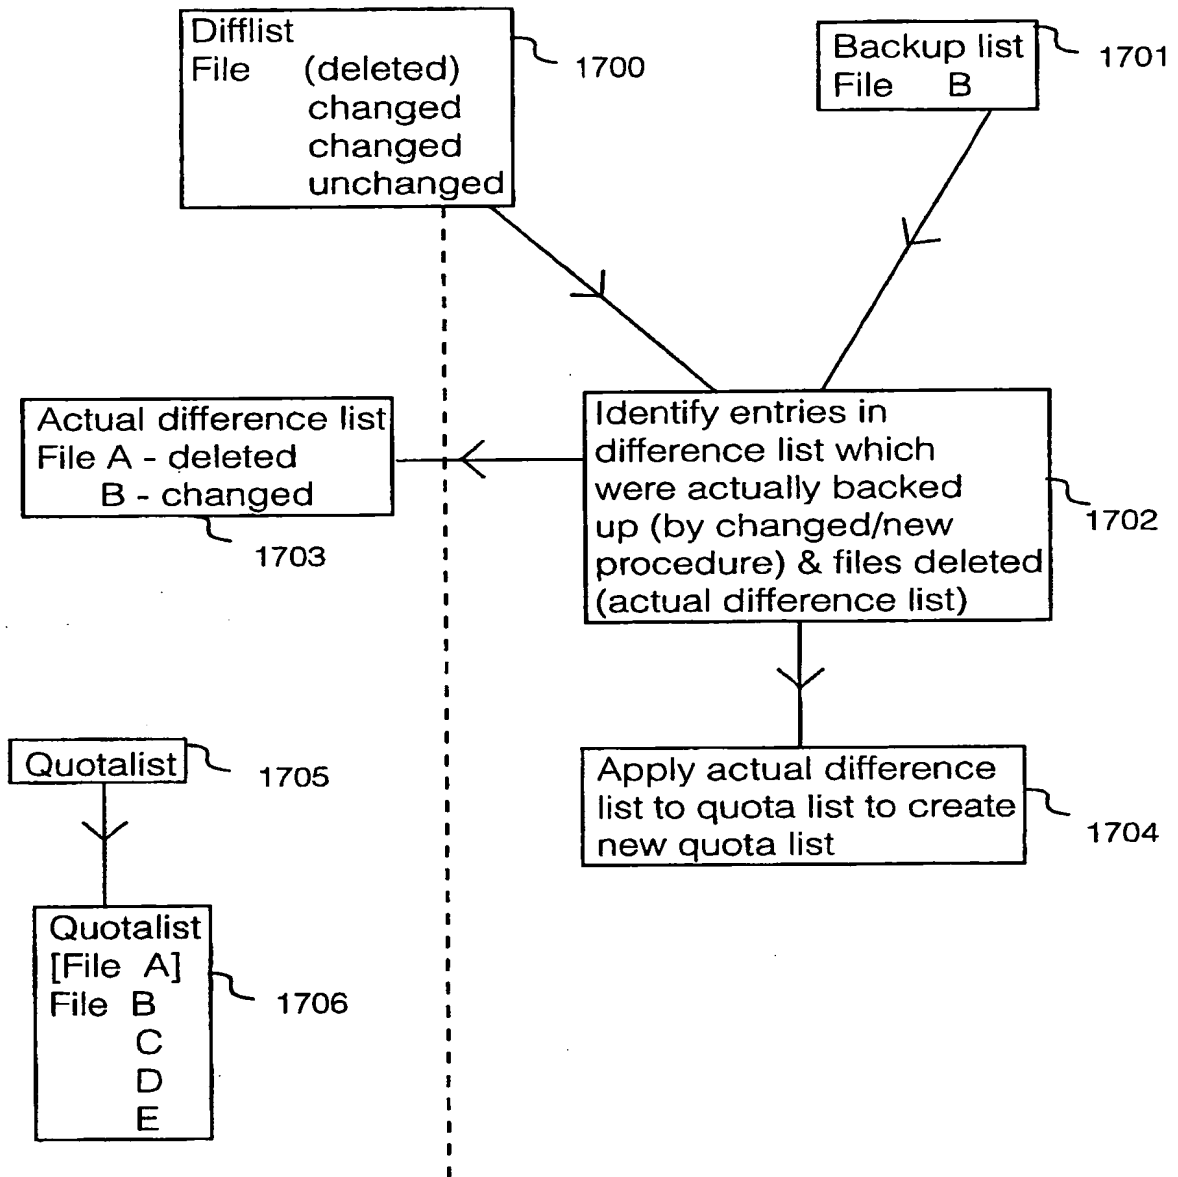 Difflist
File (deleted)
changed
changed
unchanged
1700
Backup list
File B
1701
Actual difference list
File A - deleted
B - changed
1703
Identify entries in
difference list which
were actually backed
up (by changed/new
procedure) & files deleted
(actual difference list)
1702
Quotalist
1705
Apply actual difference
list to quota list to create
new quota list
1704
Quotalist
[File A]
File B
C
D
E
1706